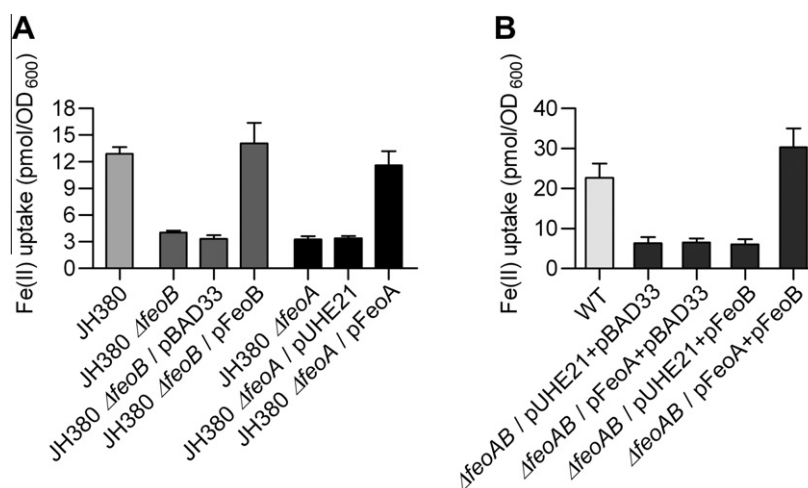 A
Fe(II) uptake (pmol/OD600)
18
15
12
9
6
3
0
JH380
JH380 ΔfeoB
JH380 ΔfeoB / pBAD33
JH380 ΔfeoB / pFeoB
JH380 ΔfeoA
JH380 ΔfeoA / pUHE21
JH380 ΔfeoA / pFeoA
B
Fe(II) uptake (pmol/OD600)
40
30
20
10
0
WT
ΔfeoAB / pUHE21+pBAD33
ΔfeoAB / pFeoA+pBAD33
ΔfeoAB / pUHE21+pFeoB
ΔfeoAB / pFeoA+pFeoB